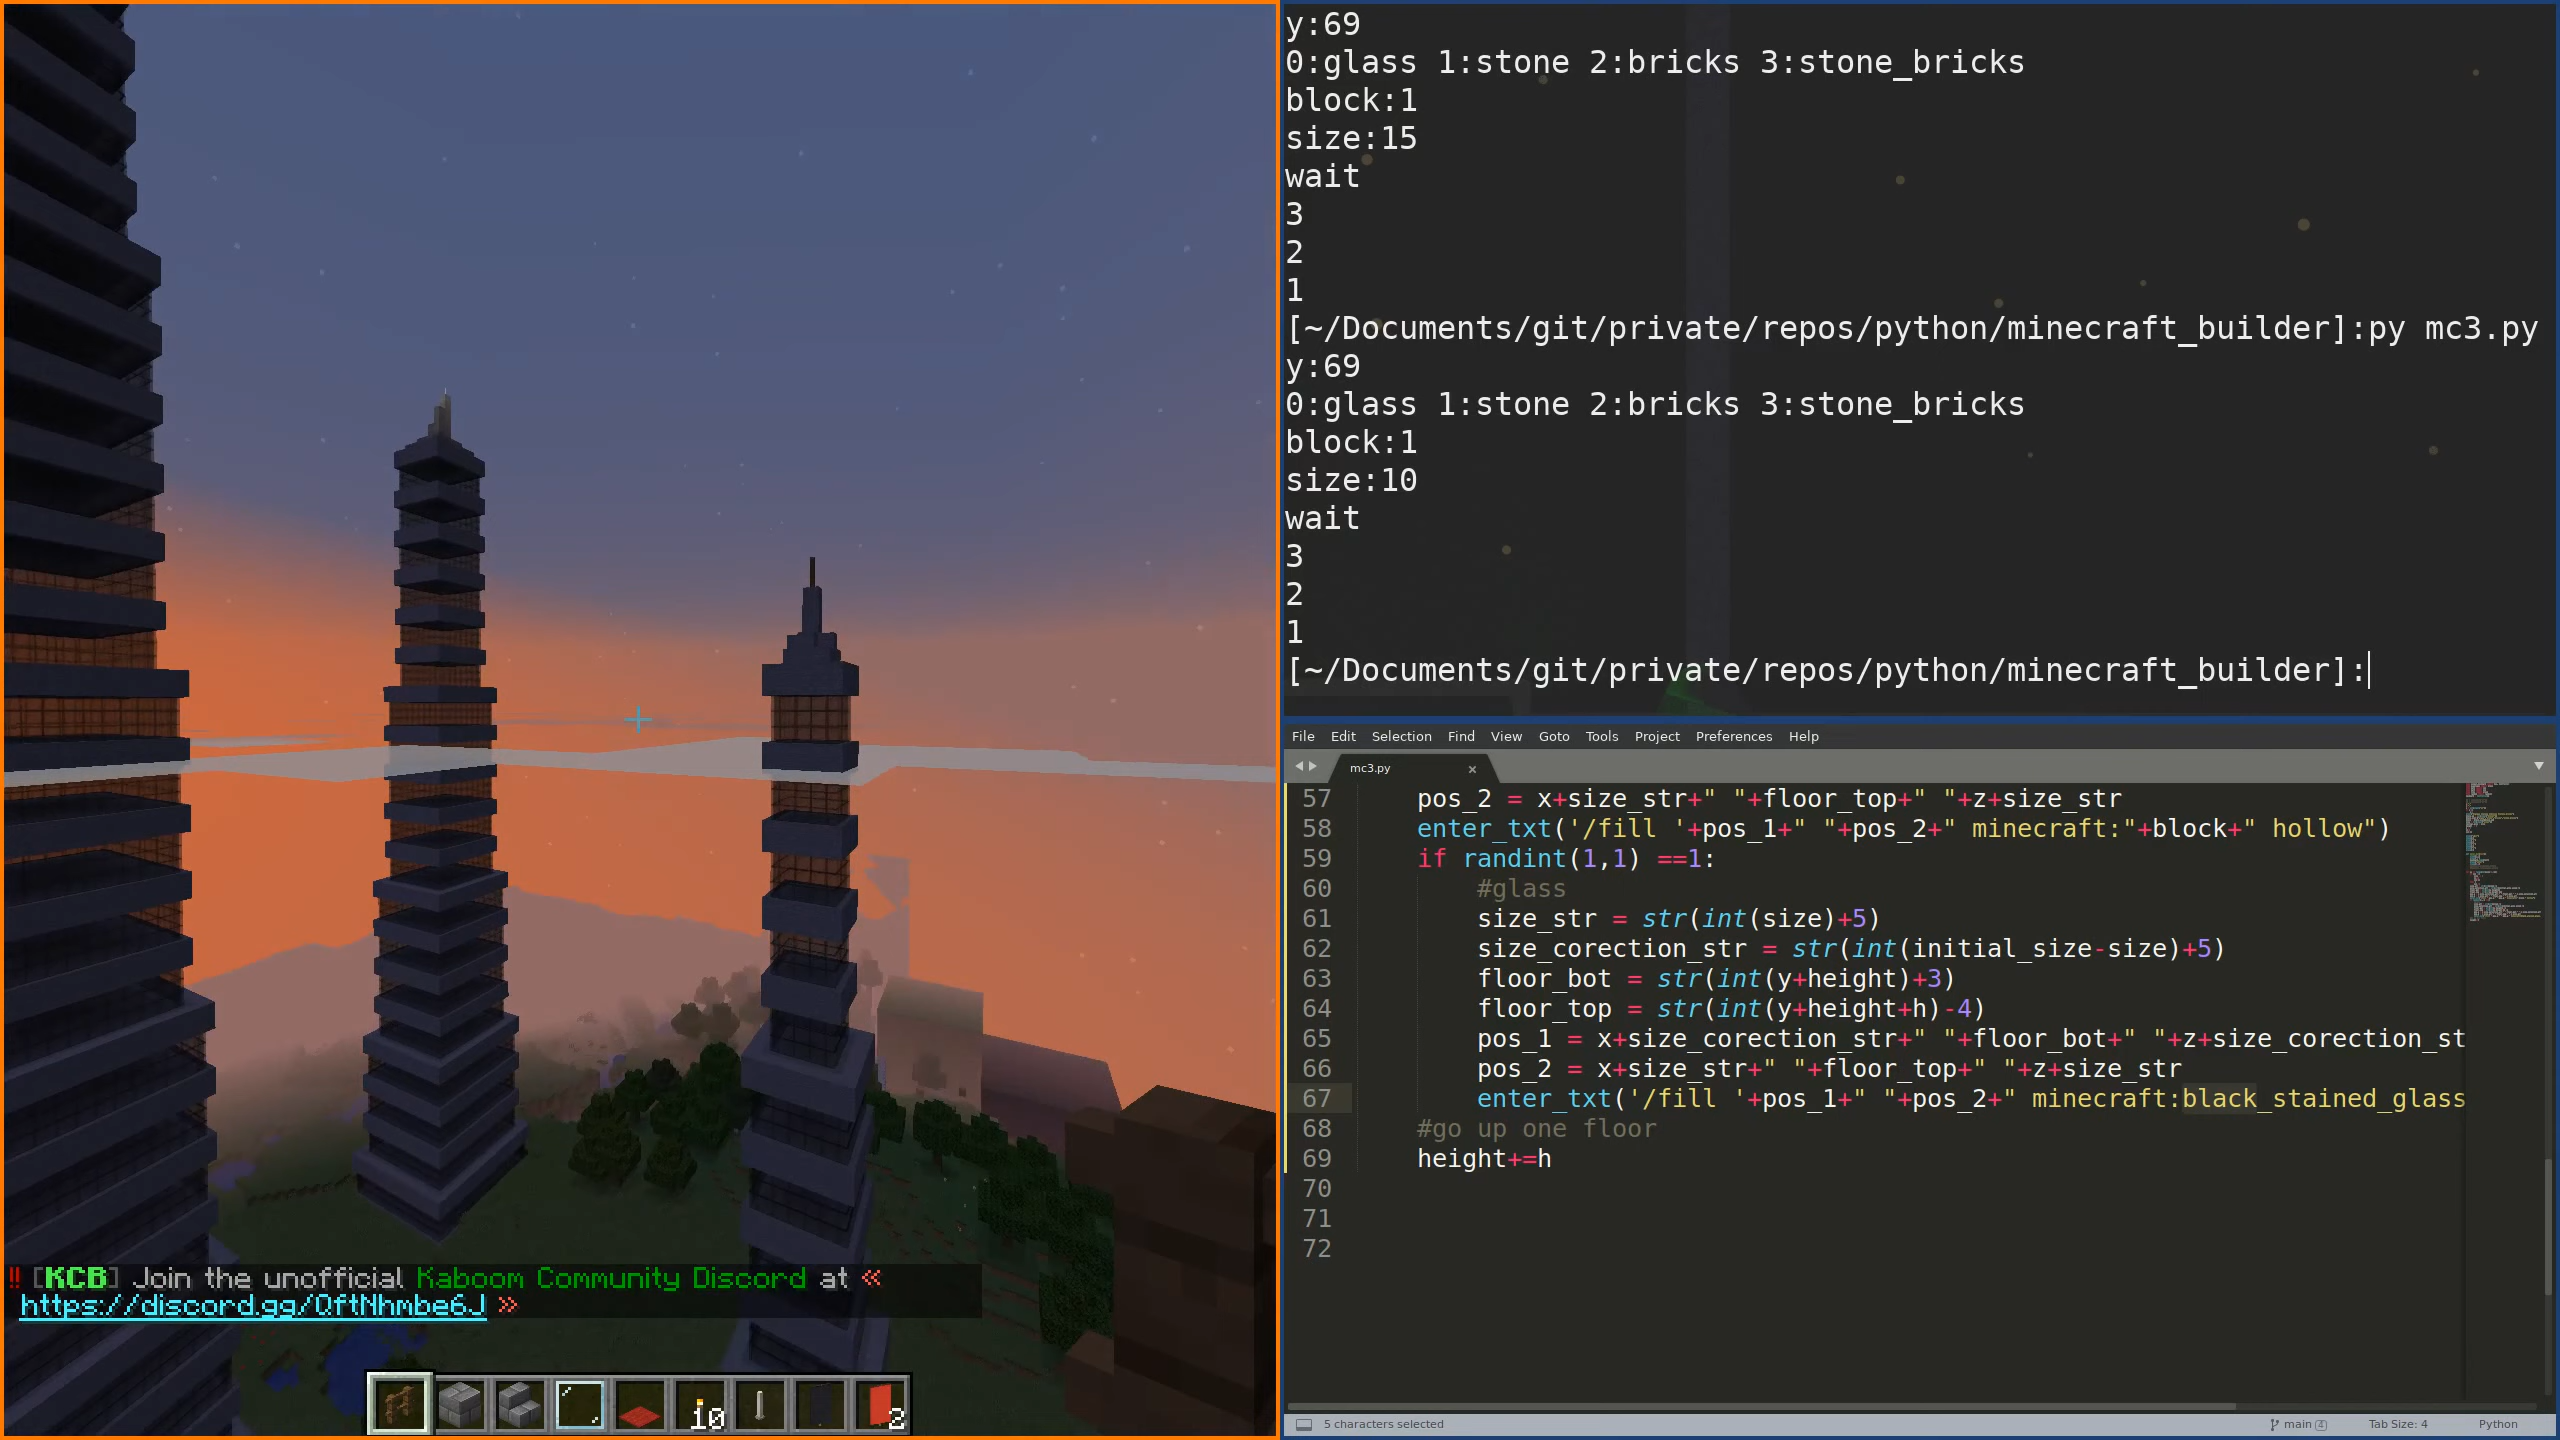 ‼ [KCB] Join the unofficial Kaboom Community Discord at «
https://discord.gg/QftNhmbe6J »
10
2
y:69
0:glass 1:stone 2:bricks 3:stone_bricks
block:1
size:15
wait
3
2
1
[~/Documents/git/private/repos/python/minecraft_builder]:py mc3.py
y:69
0:glass 1:stone 2:bricks 3:stone_bricks
block:1
size:10
wait
3
2
1
[~/Documents/git/private/repos/python/minecraft_builder]:
File Edit Selection Find View Goto Tools Project Preferences Help
mc3.py ×
57 pos_2 = x+size_str+" "+floor_top+" "+z+size_str
58 enter_txt('/fill '+pos_1+" "+pos_2+" minecraft:"+block+" hollow")
59 if randint(1,1) ==1:
60 #glass
61 size_str = str(int(size)+5)
62 size_corection_str = str(int(initial_size-size)+5)
63 floor_bot = str(int(y+height)+3)
64 floor_top = str(int(y+height+h)-4)
65 pos_1 = x+size_corection_str+" "+floor_bot+" "+z+size_corection_st
66 pos_2 = x+size_str+" "+floor_top+" "+z+size_str
67 enter_txt('/fill '+pos_1+" "+pos_2+" minecraft:black_stained_glass
68 #go up one floor
69 height+=h
70
71
72
5 characters selected
main 4
Tab Size: 4
Python